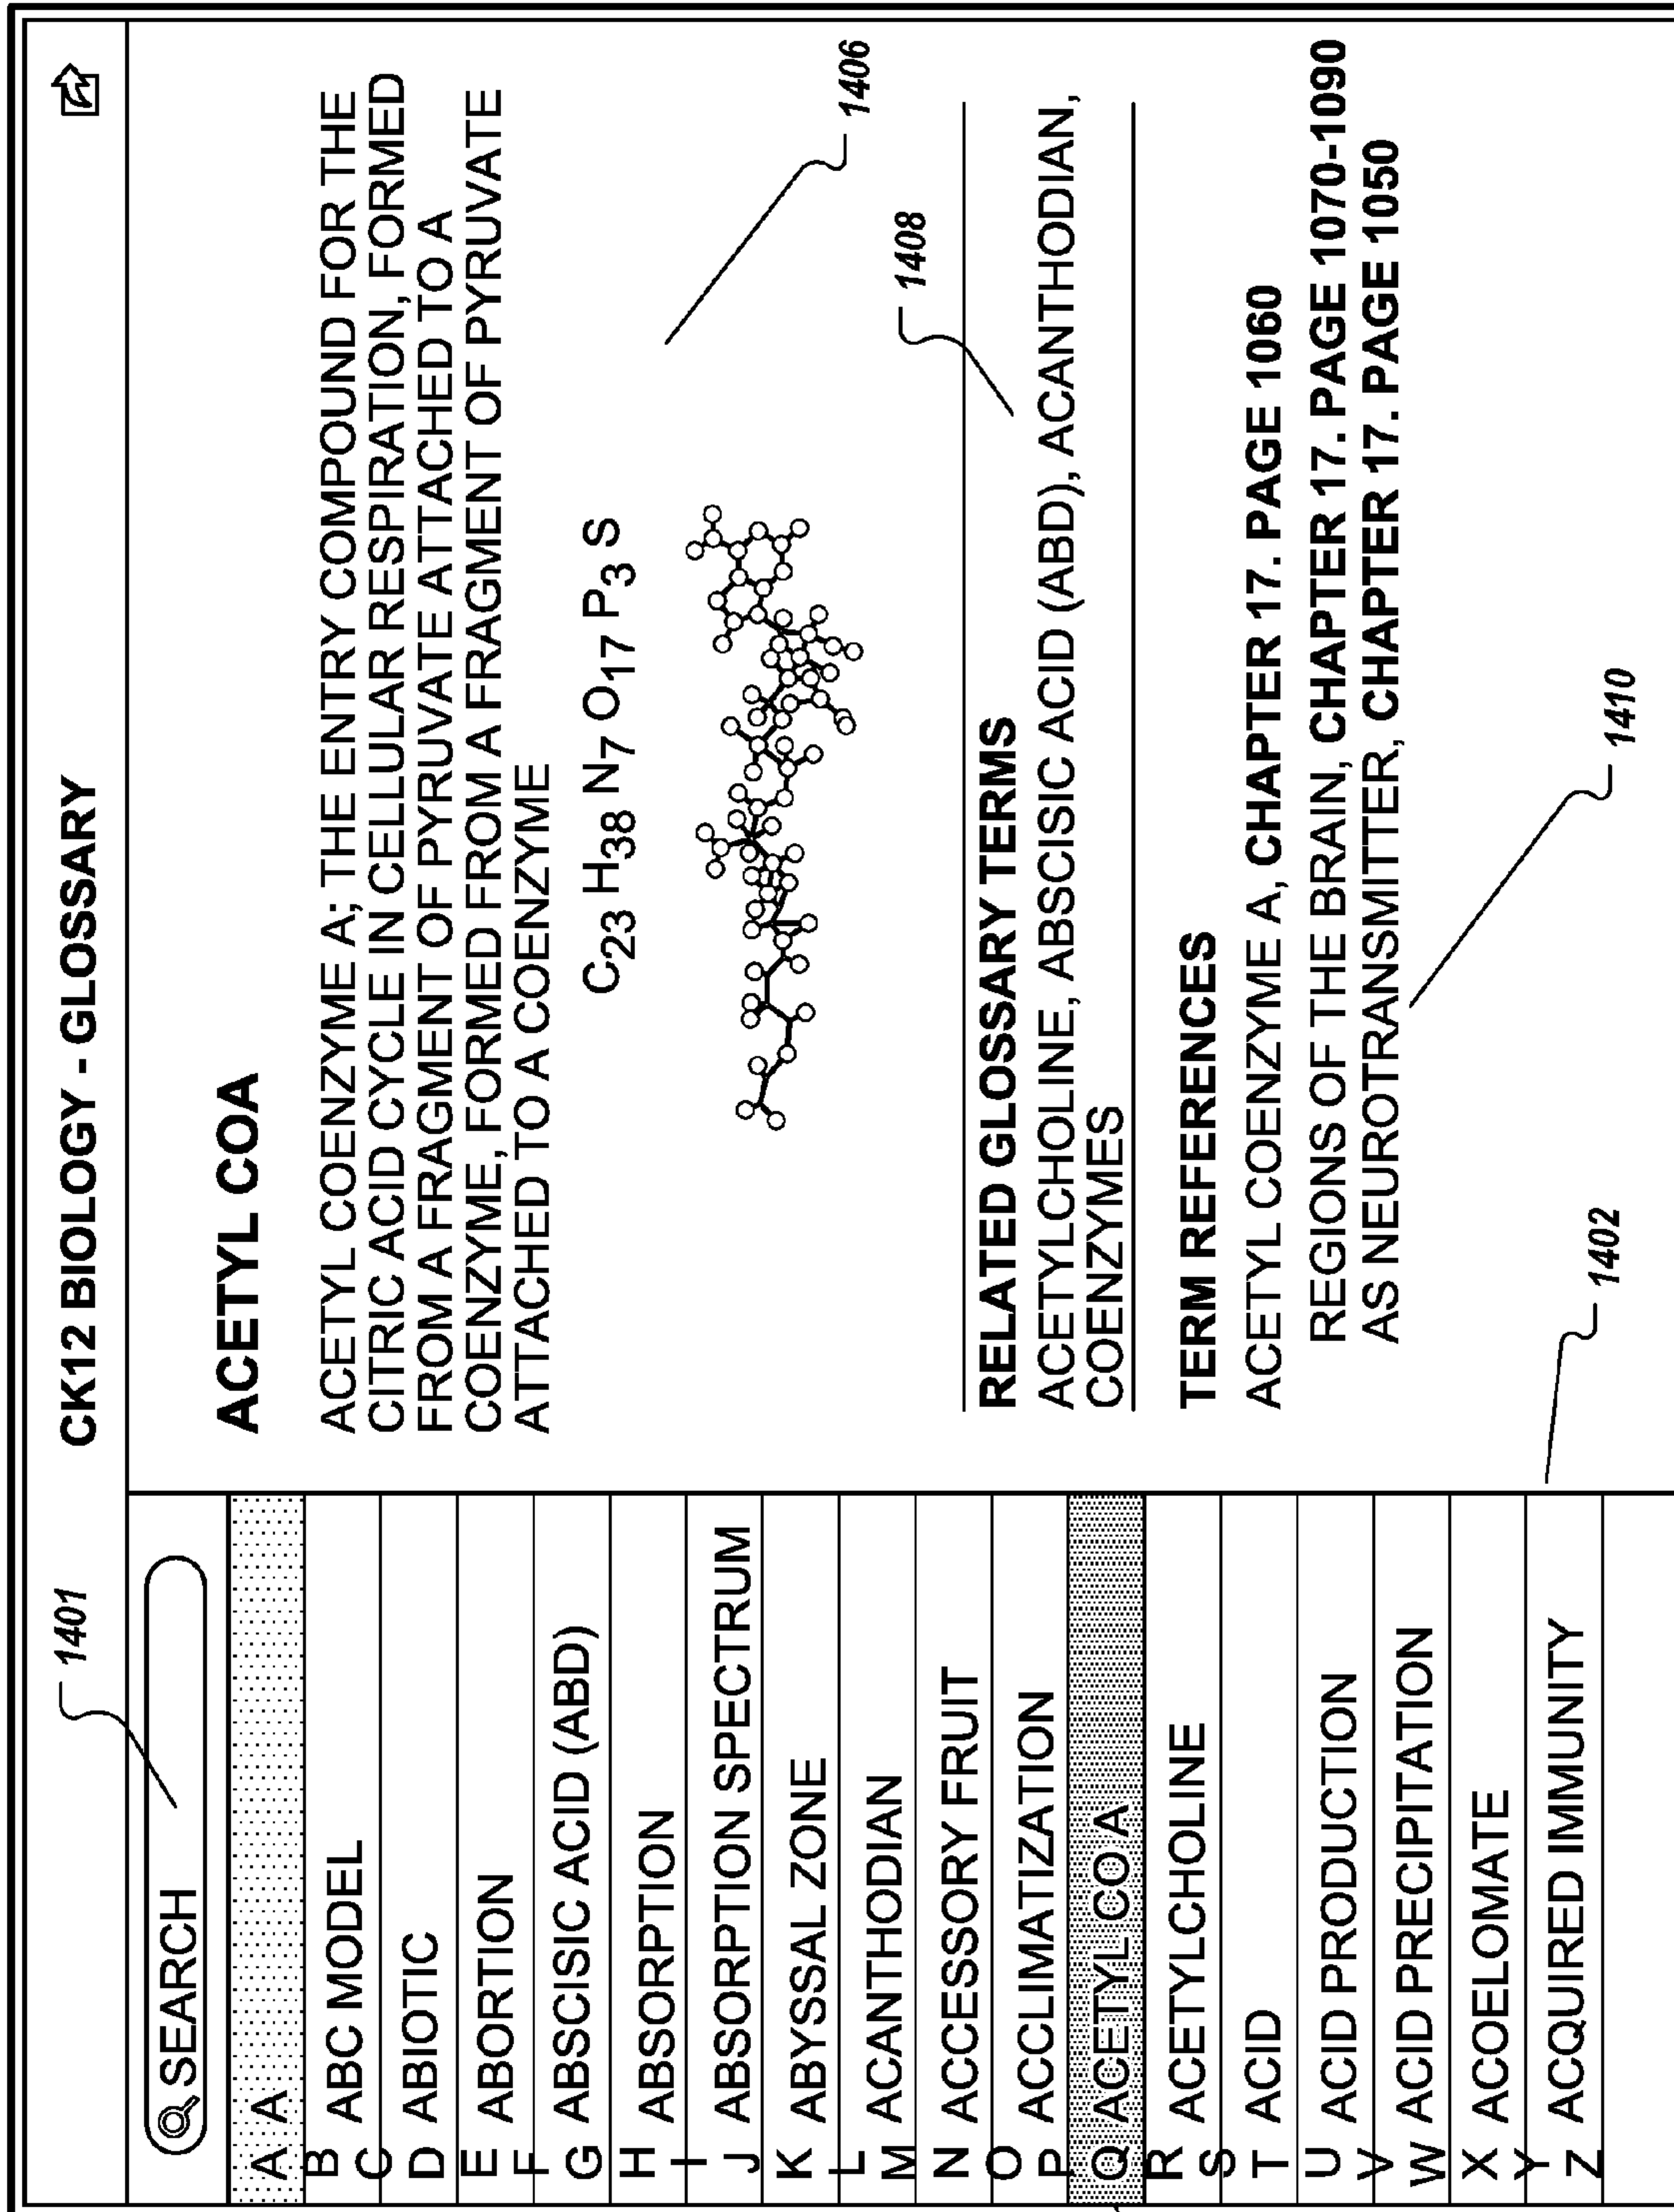 CK12 BIOLOGY - GLOSSARY
1401
SEARCH
A A
B ABC MODEL
C
D ABIOTIC
E ABORTION
F
G ABSCISIC ACID (ABD)
H ABSORPTION
I
J ABSORPTION SPECTRUM
K ABYSSAL ZONE
L
M ACANTHODIAN
N ACCESSORY FRUIT
O
P ACCLIMATIZATION
Q ACETYL CO A
R ACETYLCHOLINE
S
T ACID
U ACID PRODUCTION
V
W ACID PRECIPITATION
X ACOELOMATE
Y
Z ACQUIRED IMMUNITY
1402
ACETYL COA
ACETYL COENZYME A; THE ENTRY COMPOUND FOR THE
CITRIC ACID CYCLE IN CELLULAR RESPIRATION, FORMED
FROM A FRAGMENT OF PYRUVATE ATTACHED TO A
COENZYME, FORMED FROM A FRAGMENT OF PYRUVATE
ATTACHED TO A COENZYME
C23 H38 N7 O17 P3 S
1406
1408
RELATED GLOSSARY TERMS
ACETYLCHOLINE, ABSCISIC ACID (ABD), ACANTHODIAN,
COENZYMES
TERM REFERENCES
ACETYL COENZYME A, CHAPTER 17. PAGE 1060
REGIONS OF THE BRAIN, CHAPTER 17. PAGE 1070-1090
AS NEUROTRANSMITTER, CHAPTER 17. PAGE 1050
1410